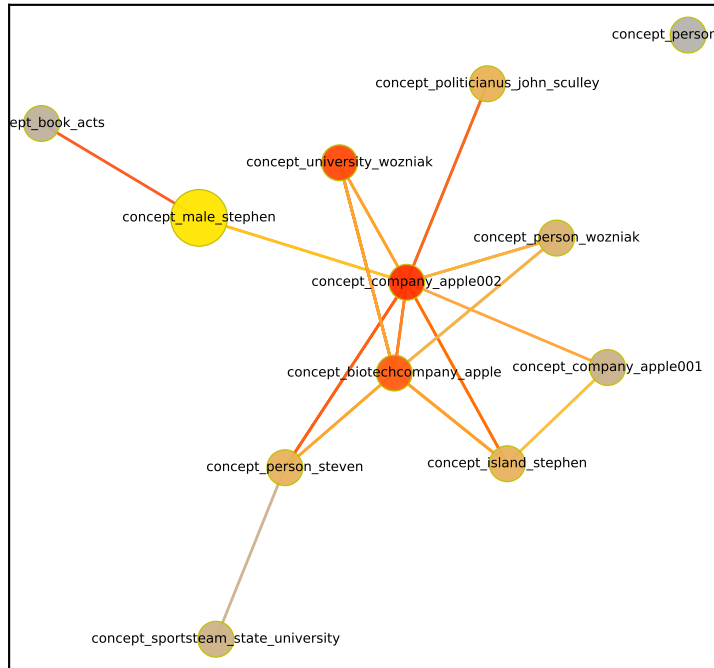 concept_person
concept_politicianus_john_sculley
ept_book_acts
concept_university_wozniak
concept_male_stephen
concept_person_wozniak
concept_company_apple002
concept_biotechcompany_apple
concept_company_apple001
concept_person_steven
concept_island_stephen
concept_sportsteam_state_university